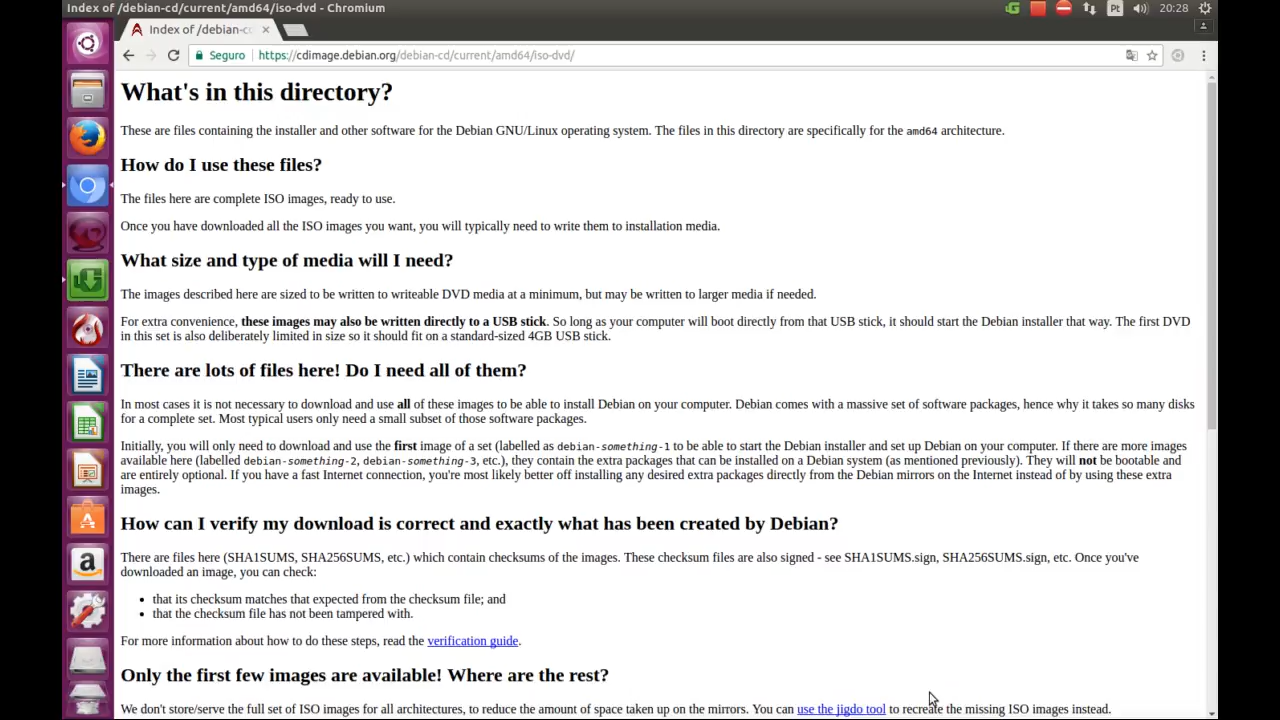 Index of /debian-cd/current/amd64/iso-dvd - Chromium
Pt
20:28
Index of /debian-cd
Seguro
https://cdimage.debian.org/debian-cd/current/amd64/iso-dvd/
What's in this directory?
These are files containing the installer and other software for the Debian GNU/Linux operating system. The files in this directory are specifically for the amd64 architecture.
How do I use these files?
The files here are complete ISO images, ready to use.
Once you have downloaded all the ISO images you want, you will typically need to write them to installation media.
What size and type of media will I need?
The images described here are sized to be written to writeable DVD media at a minimum, but may be written to larger media if needed.
For extra convenience, these images may also be written directly to a USB stick. So long as your computer will boot directly from that USB stick, it should start the Debian installer that way. The first DVD
in this set is also deliberately limited in size so it should fit on a standard-sized 4GB USB stick.
There are lots of files here! Do I need all of them?
In most cases it is not necessary to download and use all of these images to be able to install Debian on your computer. Debian comes with a massive set of software packages, hence why it takes so many disks
for a complete set. Most typical users only need a small subset of those software packages.
Initially, you will only need to download and use the first image of a set (labelled as debian-something-1 to be able to start the Debian installer and set up Debian on your computer. If there are more images
available here (labelled debian-something-2, debian-something-3, etc.), they contain the extra packages that can be installed on a Debian system (as mentioned previously). They will not be bootable and
are entirely optional. If you have a fast Internet connection, you're most likely better off installing any desired extra packages directly from the Debian mirrors on the Internet instead of by using these extra
images.
How can I verify my download is correct and exactly what has been created by Debian?
There are files here (SHA1SUMS, SHA256SUMS, etc.) which contain checksums of the images. These checksum files are also signed - see SHA1SUMS.sign, SHA256SUMS.sign, etc. Once you've
downloaded an image, you can check:
• that its checksum matches that expected from the checksum file; and
• that the checksum file has not been tampered with.
For more information about how to do these steps, read the verification guide.
Only the first few images are available! Where are the rest?
We don't store/serve the full set of ISO images for all architectures, to reduce the amount of space taken up on the mirrors. You can use the jigdo tool to recreate the missing ISO images instead.